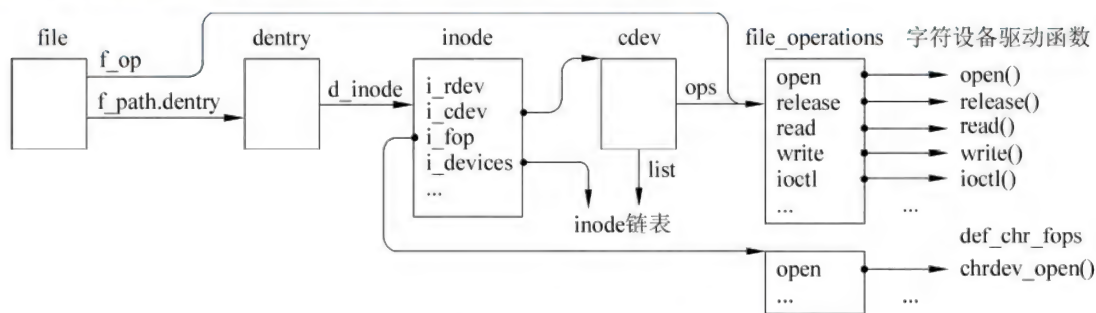 file
dentry
inode
cdev
file_operations
字符设备驱动函数
f_op
f_path.dentry
d_inode
i_rdev
i_cdev
i_fop
i_devices
...
ops
list
inode链表
open
release
read
write
ioctl
...
open()
release()
read()
write()
ioctl()
...
def_chr_fops
open
...
chrdev_open()
...